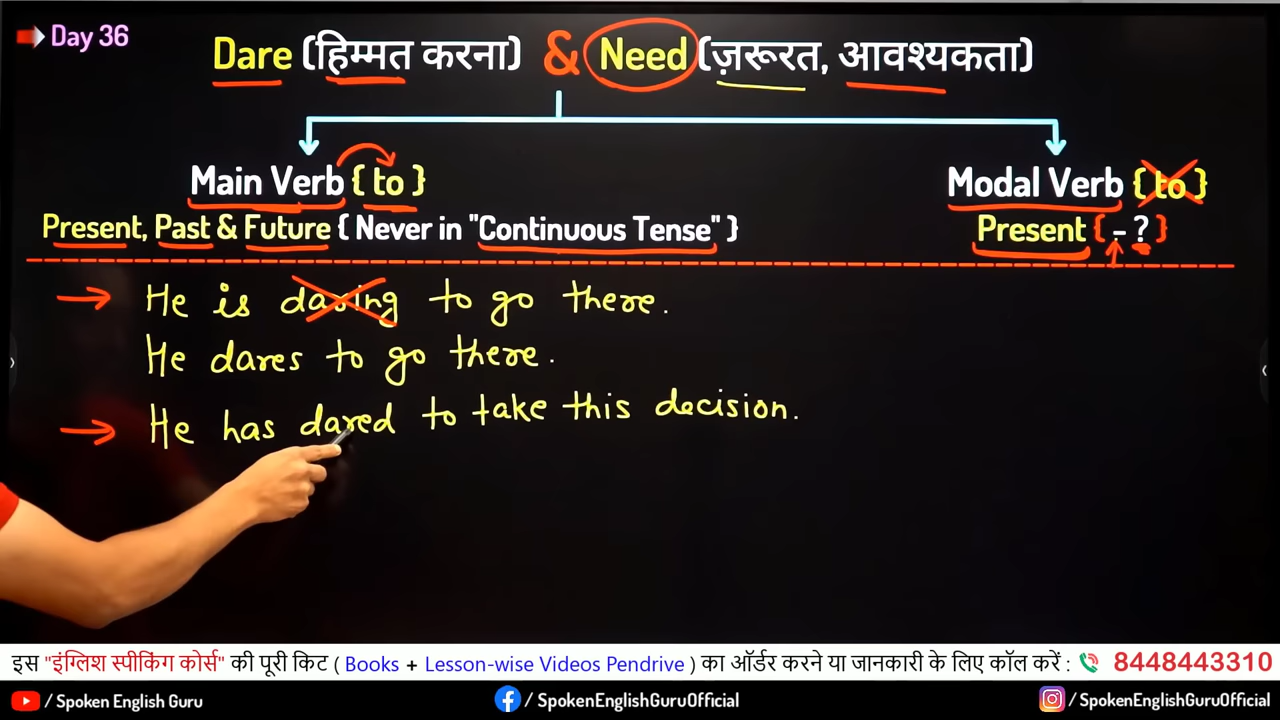 Day 36
Dare (हिम्मत करना) & Need (ज़रूरत, आवश्यकता)
Main Verb { to }
Modal Verb { to }
Present, Past & Future { Never in "Continuous Tense" }
Present { - ? }
He is daring to go there.
He dares to go there.
He has dared to take this decision.
इस "इंग्लिश स्पीकिंग कोर्स" की पूरी किट ( Books + Lesson-wise Videos Pendrive ) का ऑर्डर करने या जानकारी के लिए कॉल करें : 8448443310
/ Spoken English Guru
/ SpokenEnglishGuruOfficial
/ SpokenEnglishGuruOfficial